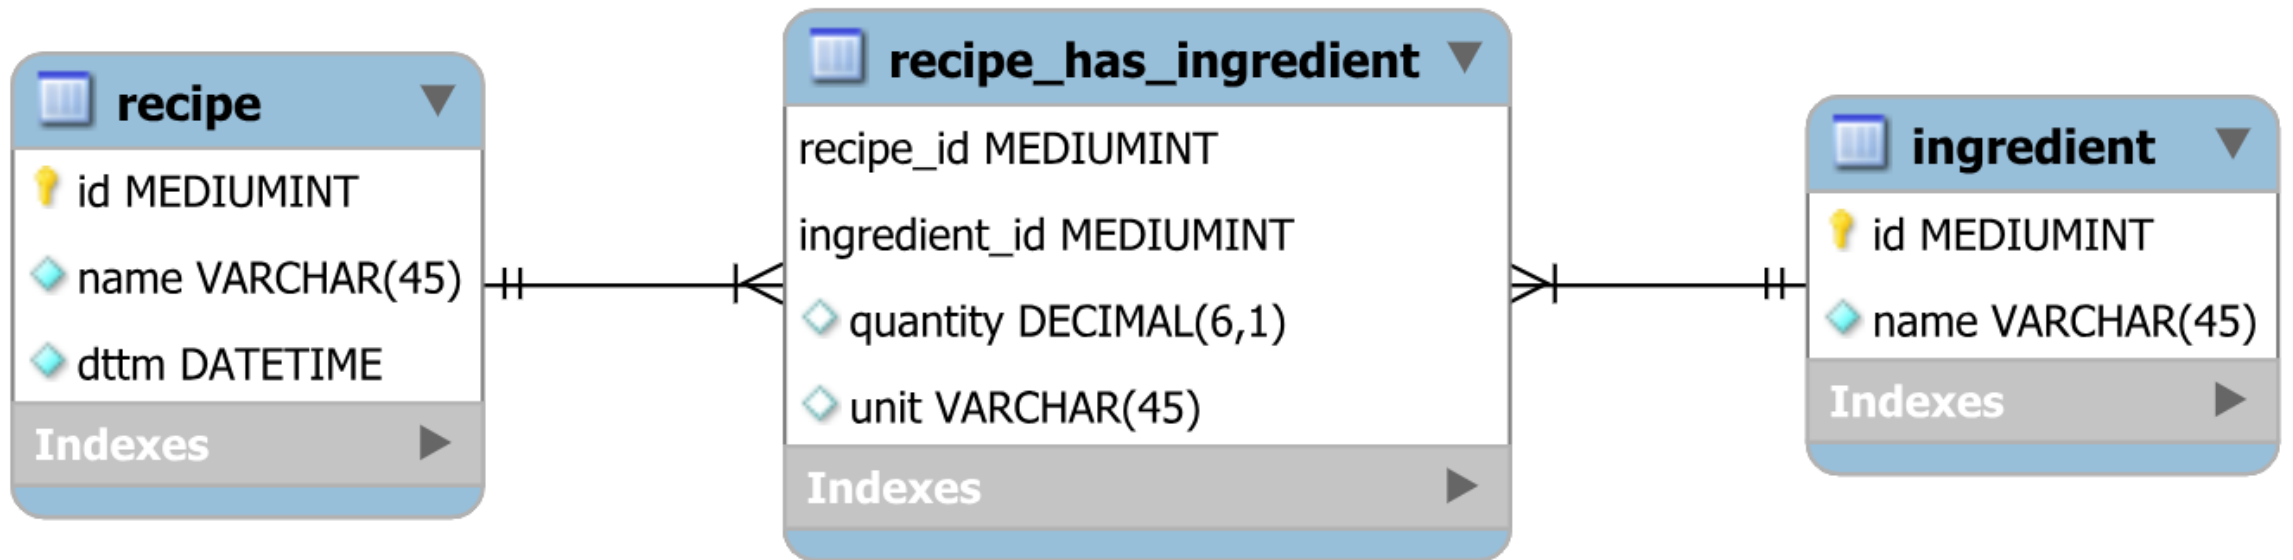 recipe
id MEDIUMINT
name VARCHAR(45)
dttm DATETIME
Indexes
recipe_has_ingredient
recipe_id MEDIUMINT
ingredient_id MEDIUMINT
quantity DECIMAL(6,1)
unit VARCHAR(45)
Indexes
ingredient
id MEDIUMINT
name VARCHAR(45)
Indexes